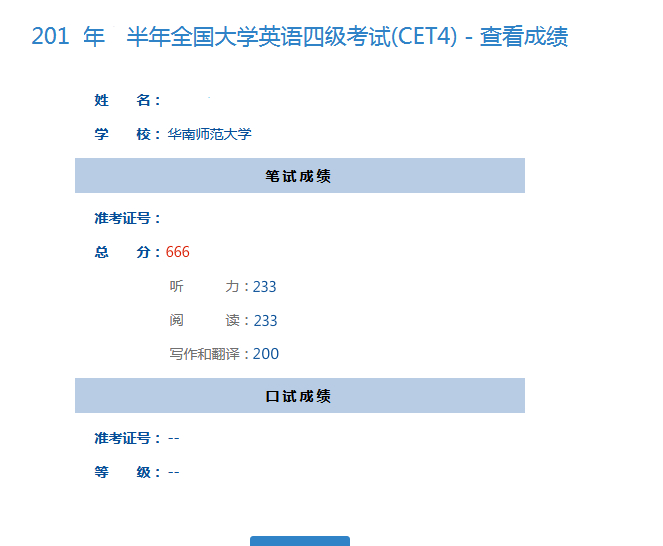 201 年 半年全国大学英语四级考试(CET4) - 查看成绩
姓 名：
学 校：华南师范大学
笔试成绩
准考证号：
总 分：666
听 力：233
阅 读：233
写作和翻译：200
口试成绩
准考证号：--
等 级：--